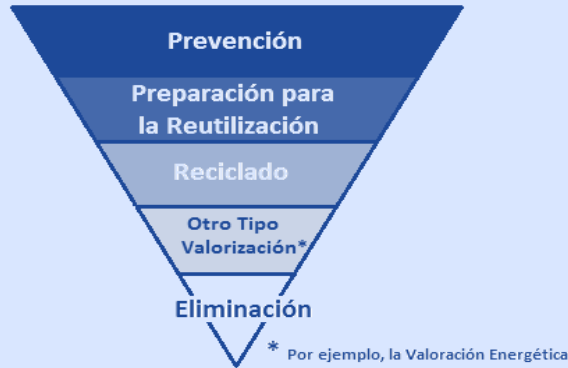 Prevención
Preparación para
la Reutilización
Reciclado
Otro Tipo
Valorización*
Eliminación
* Por ejemplo, la Valoración Energética